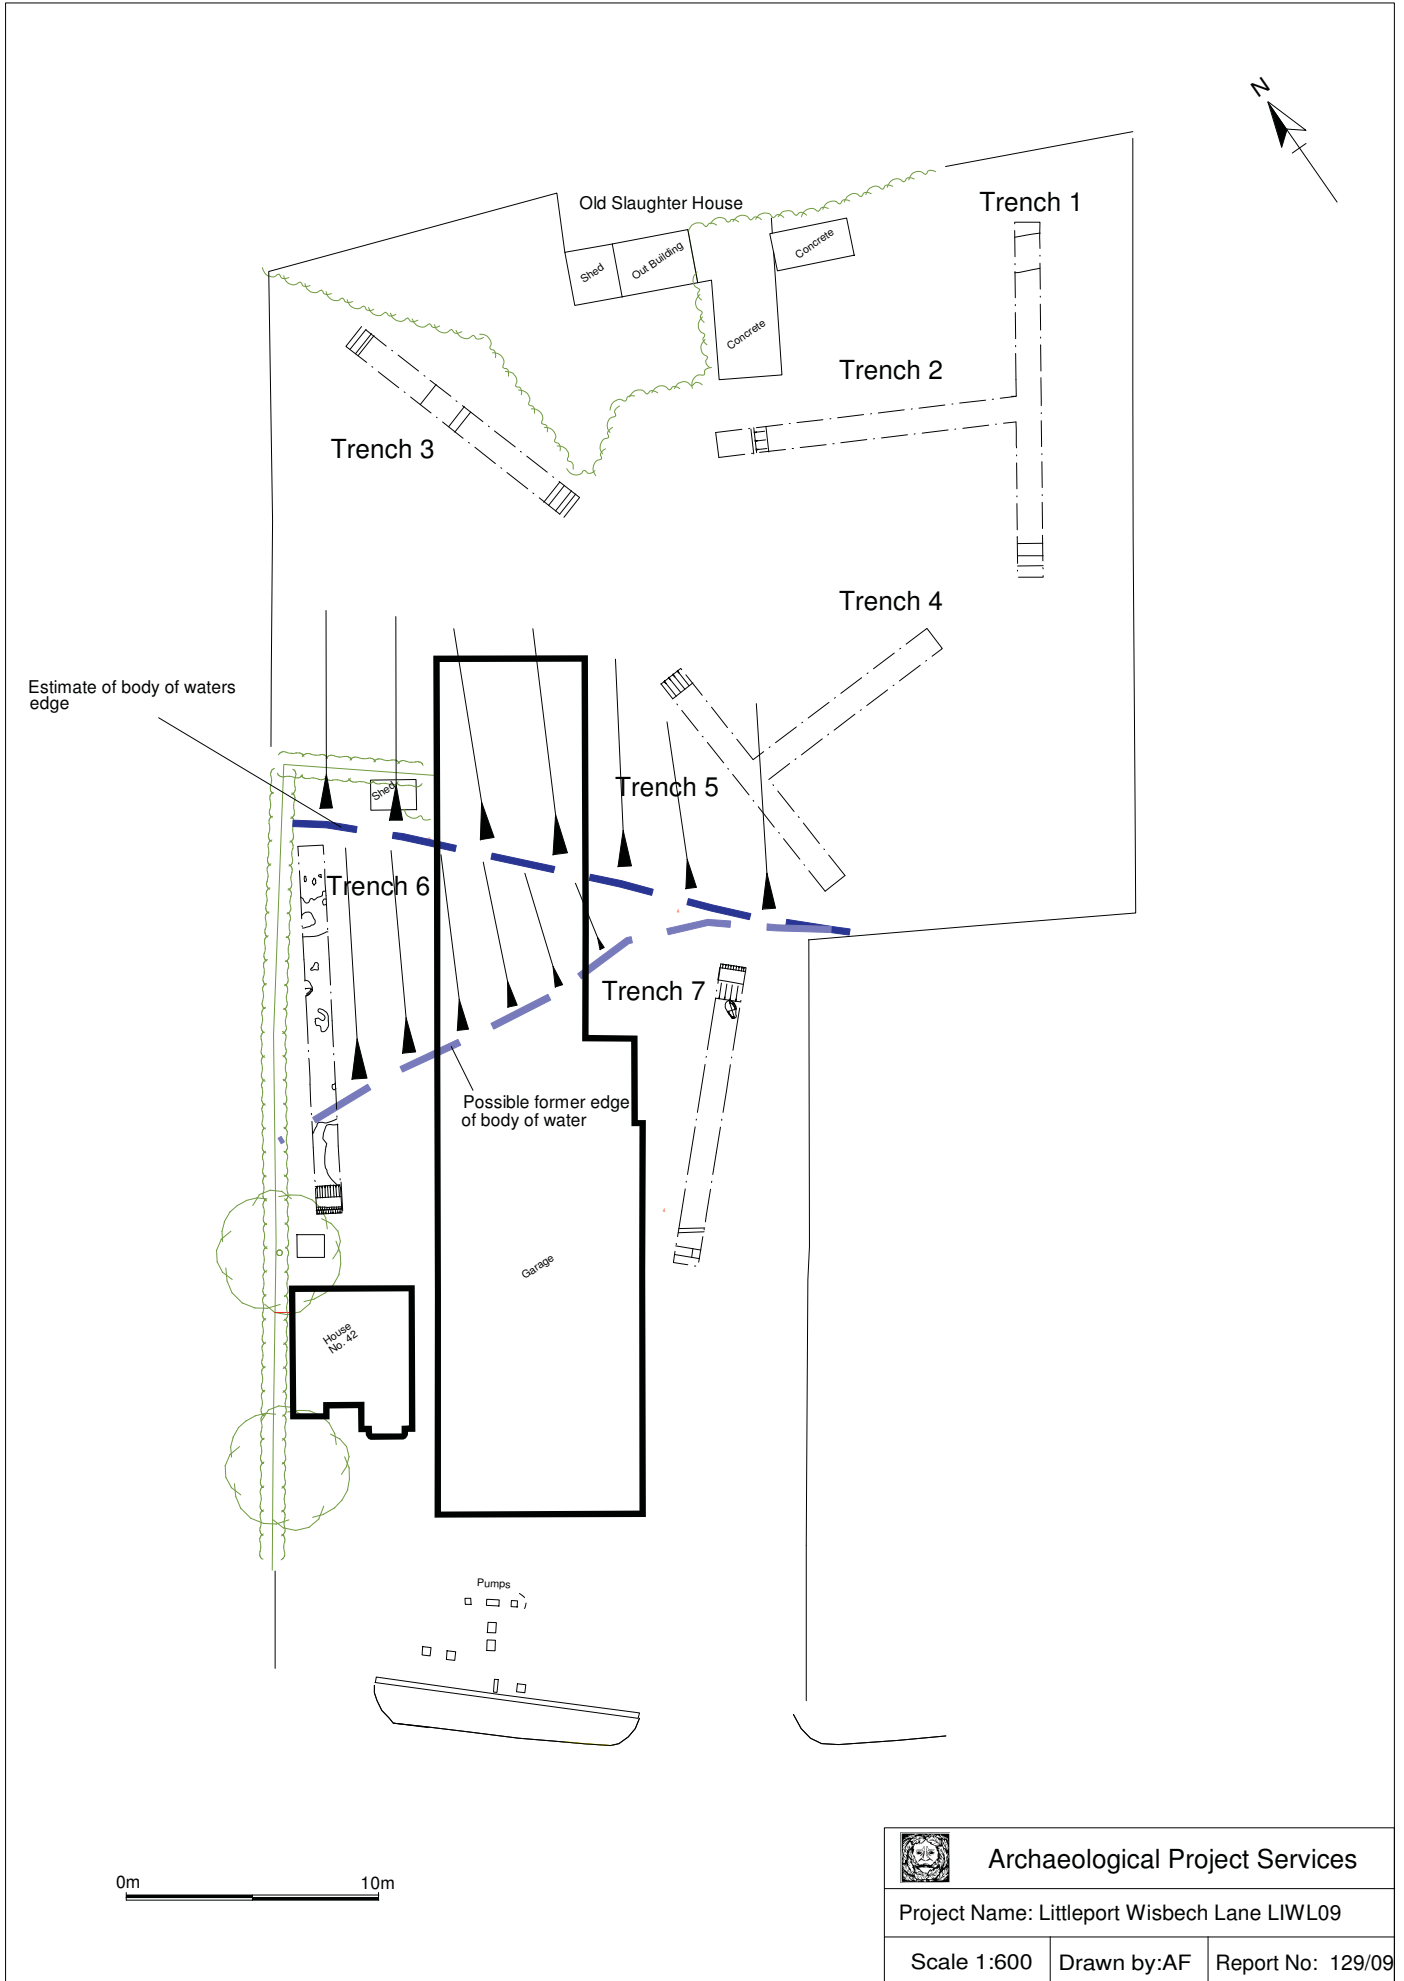 N
Old Slaughter House
Trench 1
Shed
Out Building
Concrete
Concrete
Trench 2
Trench 3
Trench 4
Estimate of body of waters
edge
Shed
Trench 5
Trench 6
Trench 7
Possible former edge
of body of water
Garage
House
No. 42
Pumps
0m
10m
Archaeological Project Services
Project Name: Littleport Wisbech Lane LIWL09
Scale 1:600
Drawn by:AF
Report No: 129/09